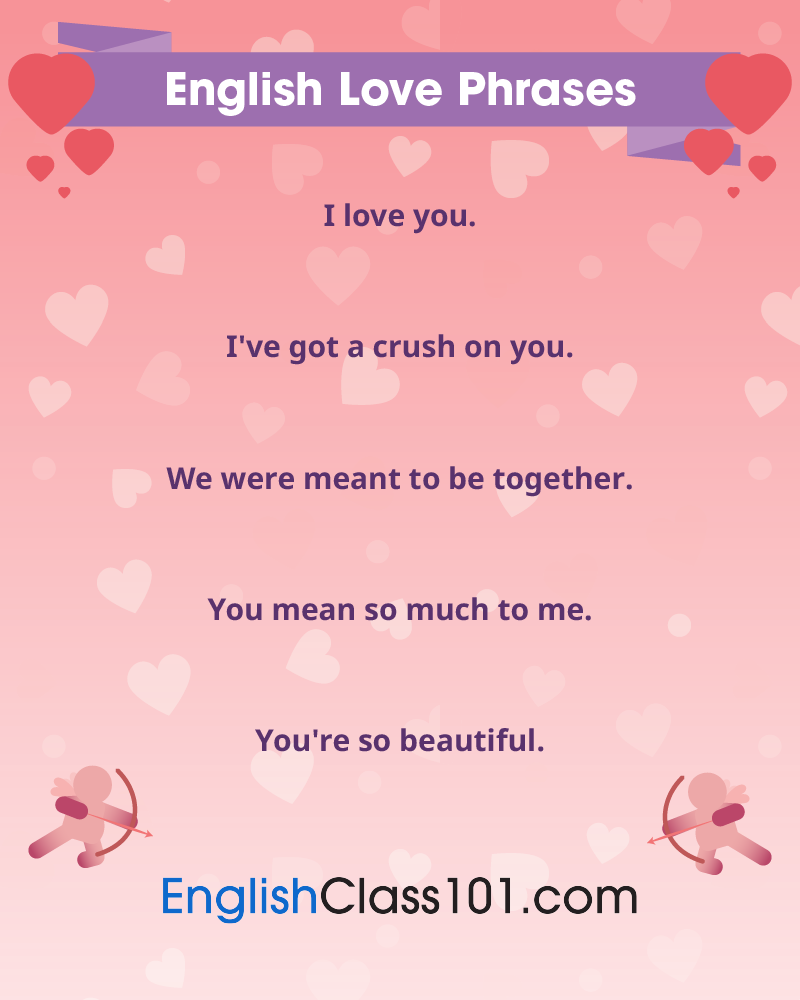 English Love Phrases
I love you.
I've got a crush on you.
We were meant to be together.
You mean so much to me.
You're so beautiful.
EnglishClass101.com